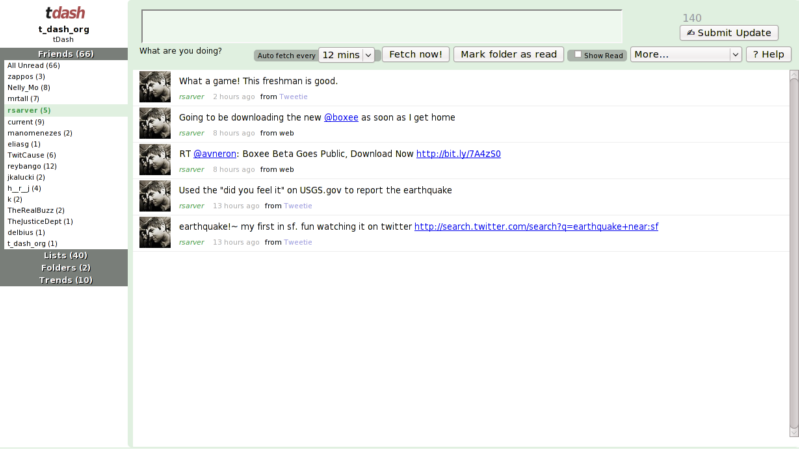 tdash
t_dash_org
tDash
Friends (66)
All Unread (66)
zappos (3)
Nelly_Mo (8)
mrtall (7)
rsarver (5)
current (9)
manomenezes (2)
eliasg (1)
TwitCause (6)
reybango (12)
jkalucki (2)
h__r__j (4)
k (2)
TheRealBuzz (2)
TheJusticeDept (1)
delbius (1)
t_dash_org (1)
Lists (40)
Folders (2)
Trends (10)
140
Submit Update
What are you doing?
Auto fetch every 12 mins Fetch now! Mark folder as read Show Read More... ? Help
What a game! This freshman is good.
rsarver 2 hours ago from Tweetie
Going to be downloading the new @boxee as soon as I get home
rsarver 8 hours ago from web
RT @avneron: Boxee Beta Goes Public, Download Now http://bit.ly/7A4zS0
rsarver 8 hours ago from web
Used the "did you feel it" on USGS.gov to report the earthquake
rsarver 13 hours ago from Tweetie
earthquake!~ my first in sf. fun watching it on twitter http://search.twitter.com/search?q=earthquake+near:sf
rsarver 13 hours ago from Tweetie